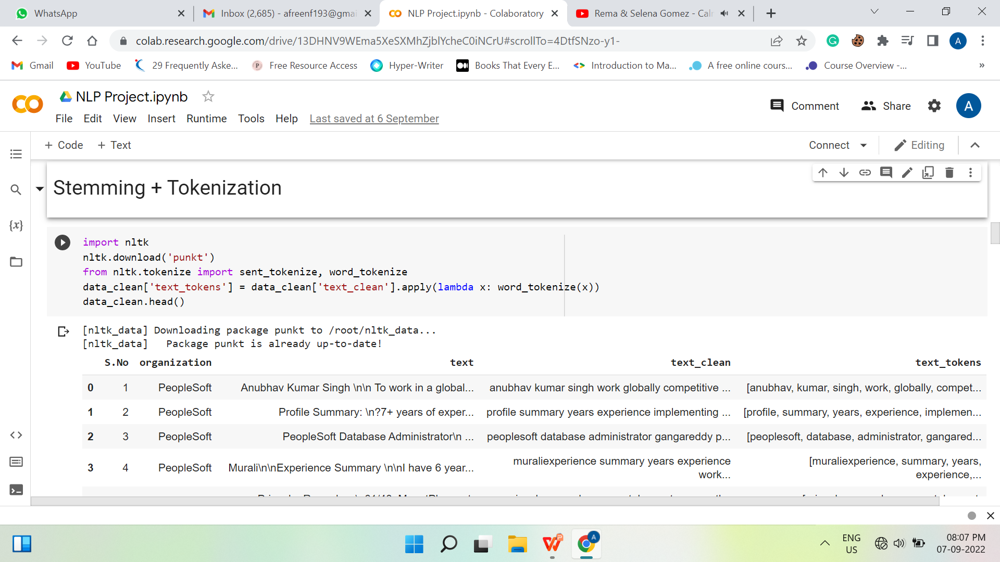 WhatsApp
Inbox (2,685) - afreenf193@gmai
NLP Project.ipynb - Colaboratory
Rema & Selena Gomez - Caln
colab.research.google.com/drive/13DHNV9WEma5XeSXMhZjblYcheC0iNCrU#scrollTo=4DtfSNzo-y1-
A
Gmail
YouTube
29 Frequently Aske...
Free Resource Access
Hyper-Writer
Books That Every E...
Introduction to Ma...
A free online cours...
Course Overview -...
»
NLP Project.ipynb
Comment
Share
A
File Edit View Insert Runtime Tools Help Last saved at 6 September
+ Code + Text
Connect
Editing
Stemming + Tokenization
{x}
import nltk
nltk.download('punkt')
from nltk.tokenize import sent_tokenize, word_tokenize
data_clean['text_tokens'] = data_clean['text_clean'].apply(lambda x: word_tokenize(x))
data_clean.head()
[nltk_data] Downloading package punkt to /root/nltk_data...
[nltk_data]   Package punkt is already up-to-date!
S.No organization text text_clean text_tokens
0 1 PeopleSoft Anubhav Kumar Singh \n\n To work in a global... anubhav kumar singh work globally competitive ... [anubhav, kumar, singh, work, globally, compet...
1 2 PeopleSoft Profile Summary: \n?7+ years of exper... profile summary years experience implementing ... [profile, summary, years, experience, implemen...
2 3 PeopleSoft PeopleSoft Database Administrator\n ... peoplesoft database administrator gangareddy p... [peoplesoft, database, administrator, gangared...
3 4 PeopleSoft Murali\n\nExperience Summary \n\nI have 6 year... muraliexperience summary years experience work... [muraliexperience, summary, years, experience,...
ENG
US
08:07 PM
07-09-2022